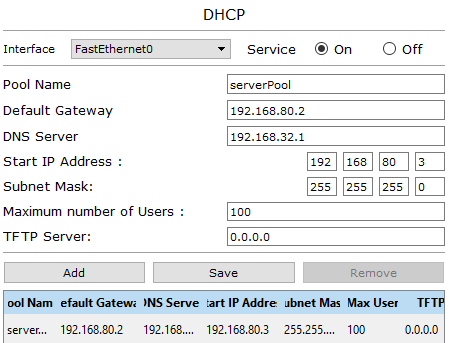 DHCP
Interface FastEthernet0 Service On Off
Pool Name serverPool
Default Gateway 192.168.80.2
DNS Server 192.168.32.1
Start IP Address : 192 168 80 3
Subnet Mask: 255 255 255 0
Maximum number of Users : 100
TFTP Server: 0.0.0.0
Add Save Remove
ool Nam efault Gatewa DNS Serve tart IP Addre ubnet Mas Max User TFTP
server... 192.168.80.2 192.168.... 192.168.80.3 255.255.... 100 0.0.0.0